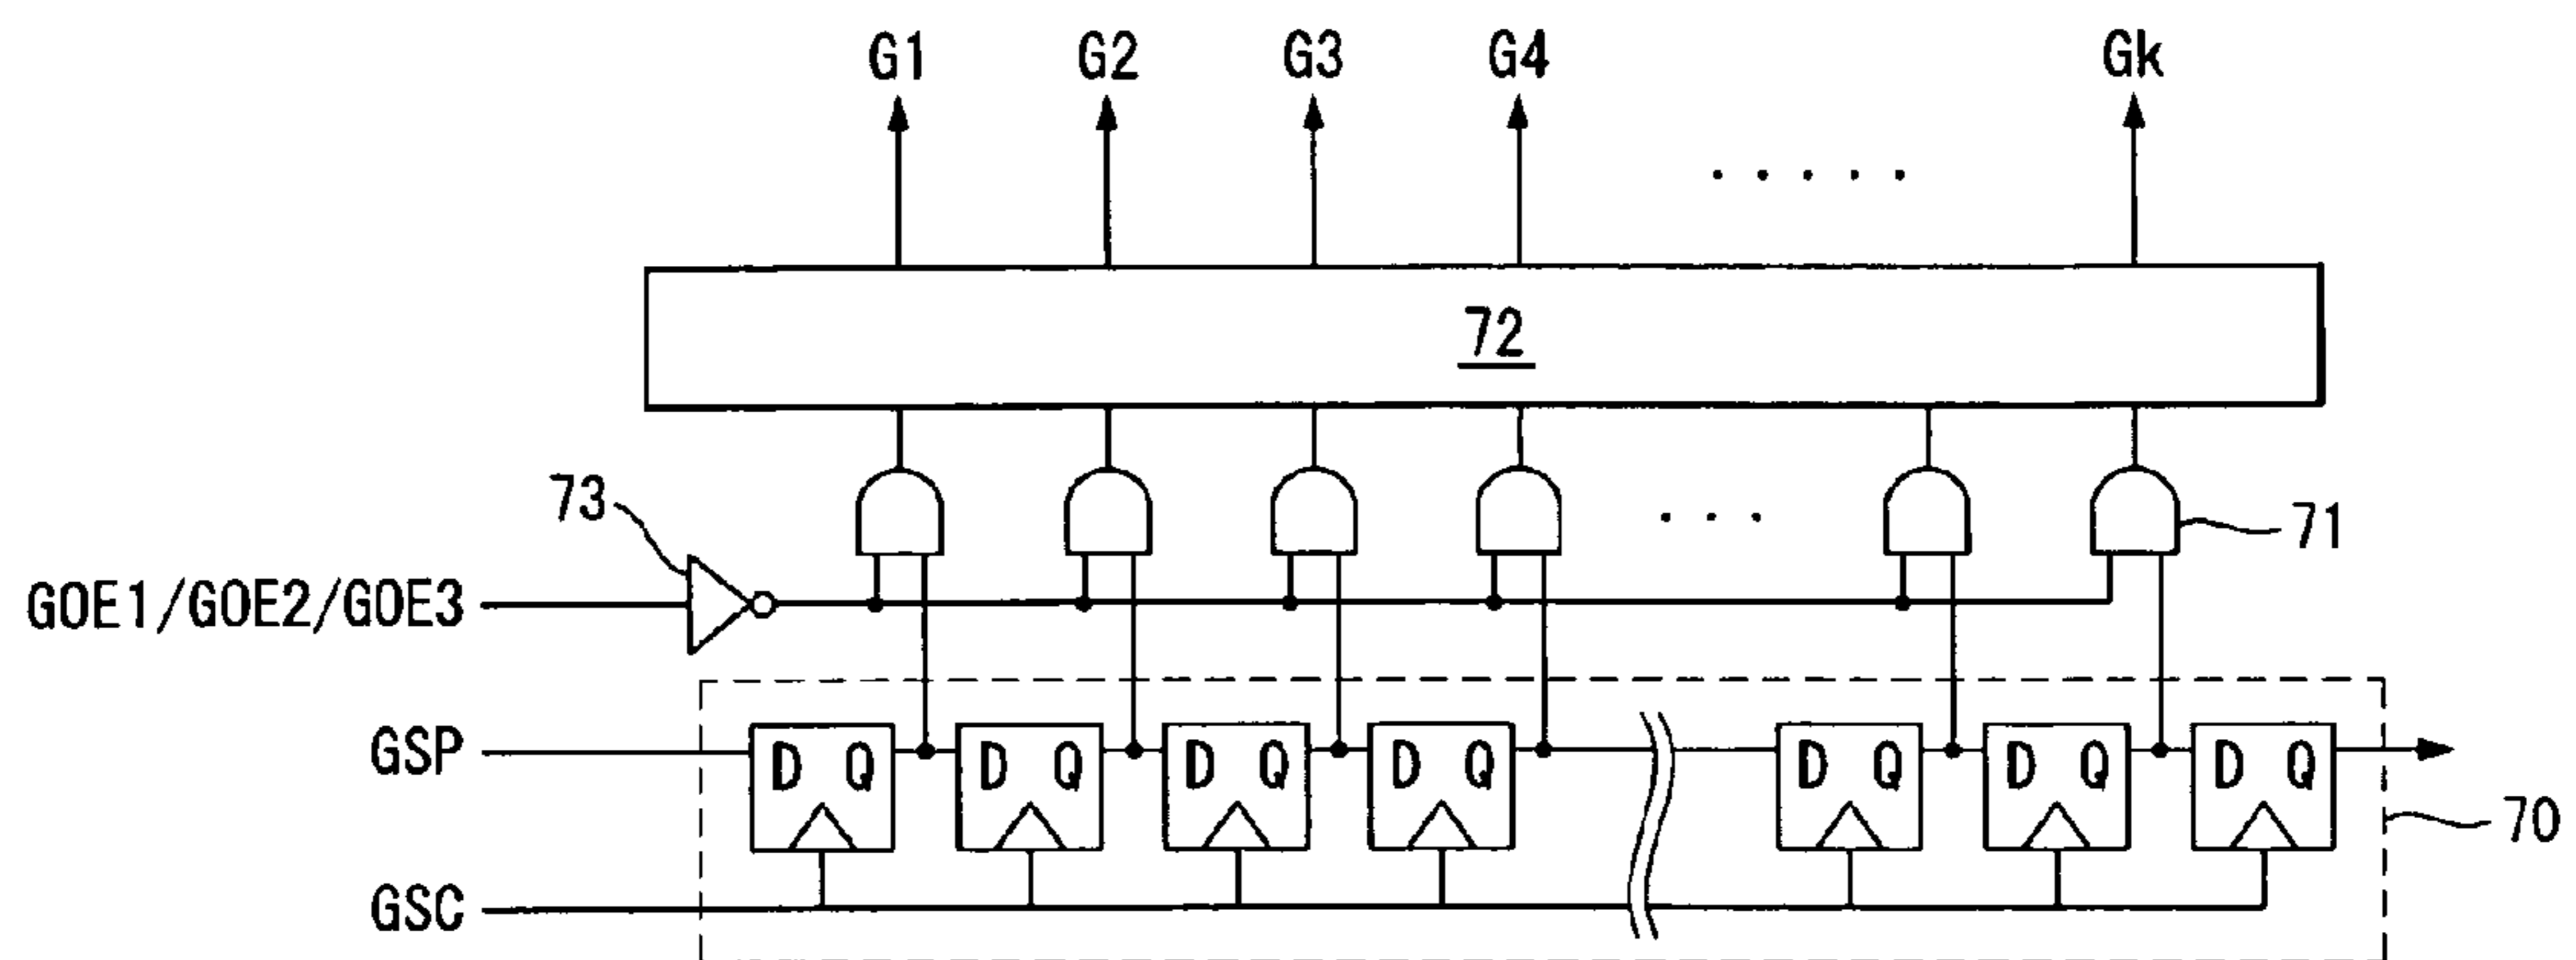 G1 G2 G3 G4 Gk
72
73
71
GOE1/GOE2/GOE3
GSP
D Q D Q D Q D Q D Q D Q D Q
70
GSC